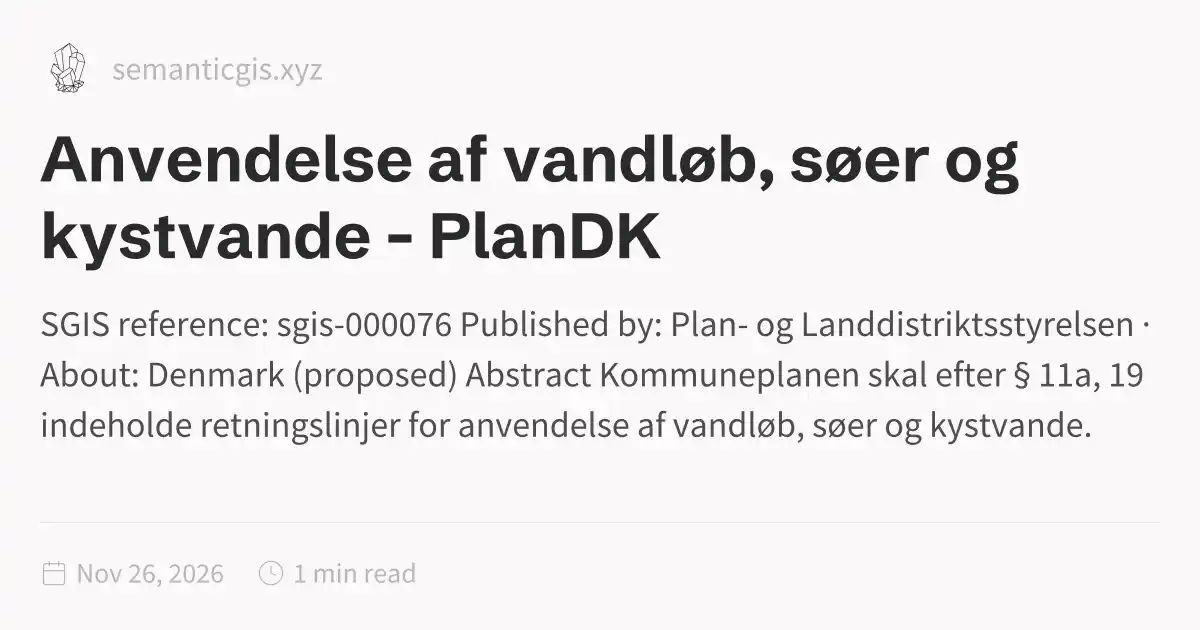 semanticgis.xyz
Anvendelse af vandløb, søer og
kystvande - PlanDK
SGIS reference: sgis-000076 Published by: Plan- og Landdistriktsstyrelsen ·
About: Denmark (proposed) Abstract Kommuneplanen skal efter § 11a, 19
indeholde retningslinjer for anvendelse af vandløb, søer og kystvande.
Nov 26, 2026 1 min read